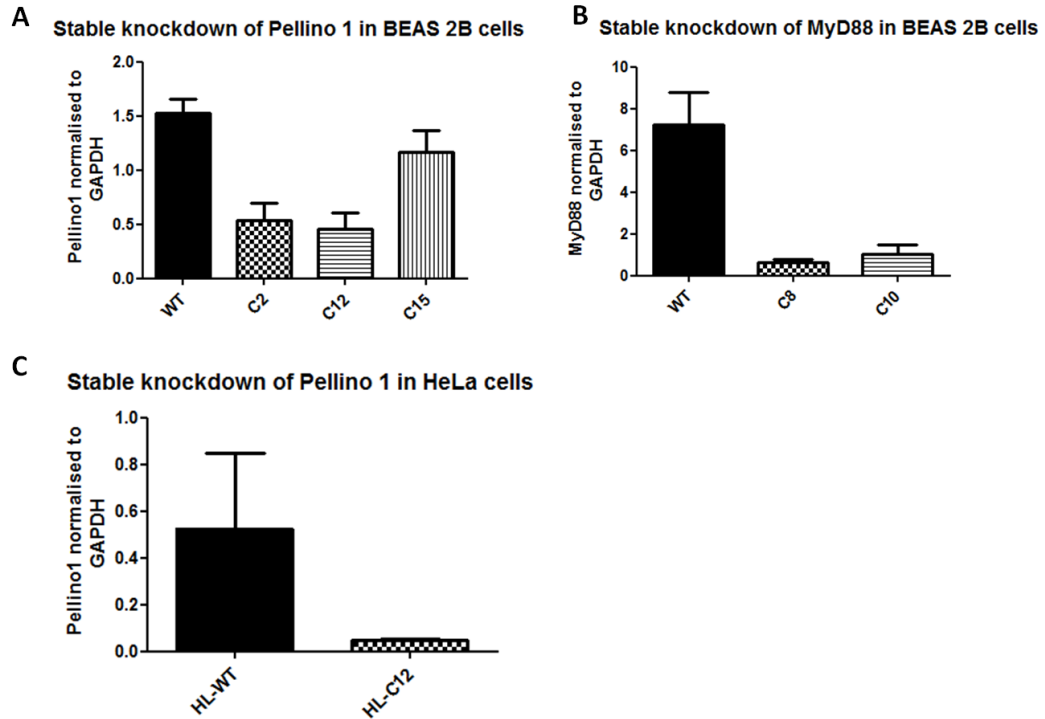 A
Stable knockdown of Pellino 1 in BEAS 2B cells
Pellino1 normalised to
GAPDH
2.0
1.5
1.0
0.5
0.0
WT
C2
C12
C15
B
Stable knockdown of MyD88 in BEAS 2B cells
MyD88 normalised to
GAPDH
10
8
6
4
2
0
WT
C8
C10
C
Stable knockdown of Pellino 1 in HeLa cells
Pellino1 normalised to
GAPDH
1.0
0.8
0.6
0.4
0.2
0.0
HL-WT
HL-C12